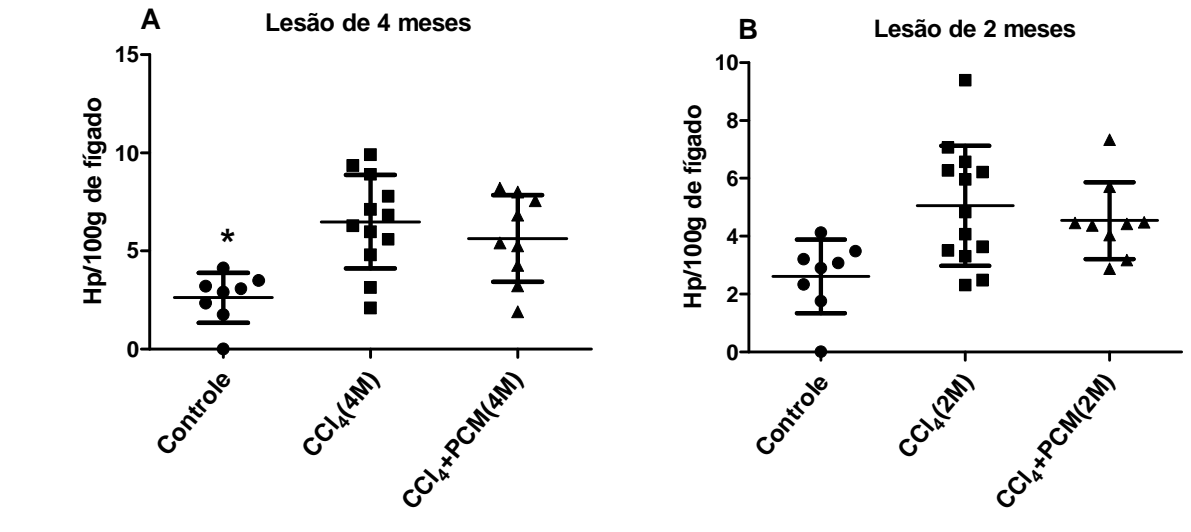 A
Lesão de 4 meses
Hp/100g de fígado
15
10
5
0
*
Controle
CCl4(4M)
CCl4+PCM(4M)
B
Lesão de 2 meses
Hp/100g de fígado
10
8
6
4
2
0
Controle
CCl4(2M)
CCl4+PCM(2M)